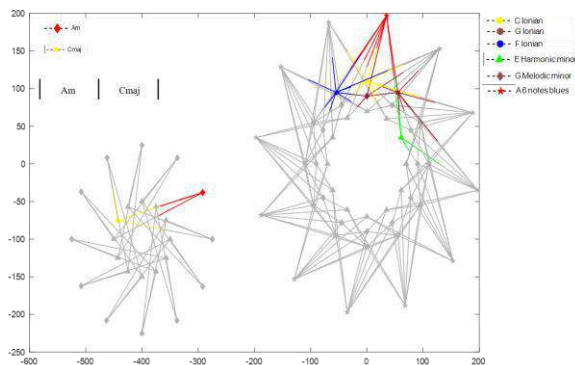 200
150
100
50
0
-50
-100
-150
-200
-250
-600
-500
-400
-300
-200
-100
0
100
200
Am
Cmaj
Am Cmaj
C Ionian
G Ionian
F Ionian
E Harmonic minor
G Melodic minor
A 6 notes blues